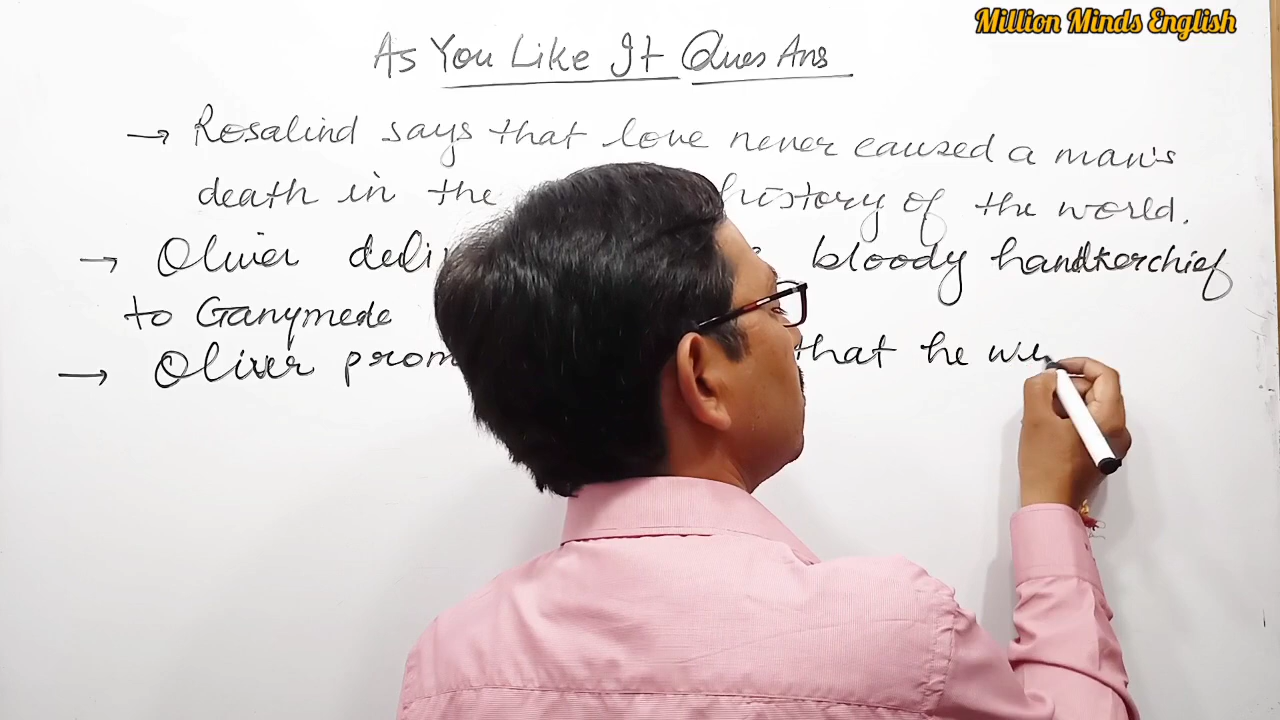 Million Minds English
As You Like It Ques Ans
→ Rosalind says that love never caused a man's
death in the history of the world.
→ Oliver deli bloody handkerchief
to Ganymede
→ Oliver prom that he wi